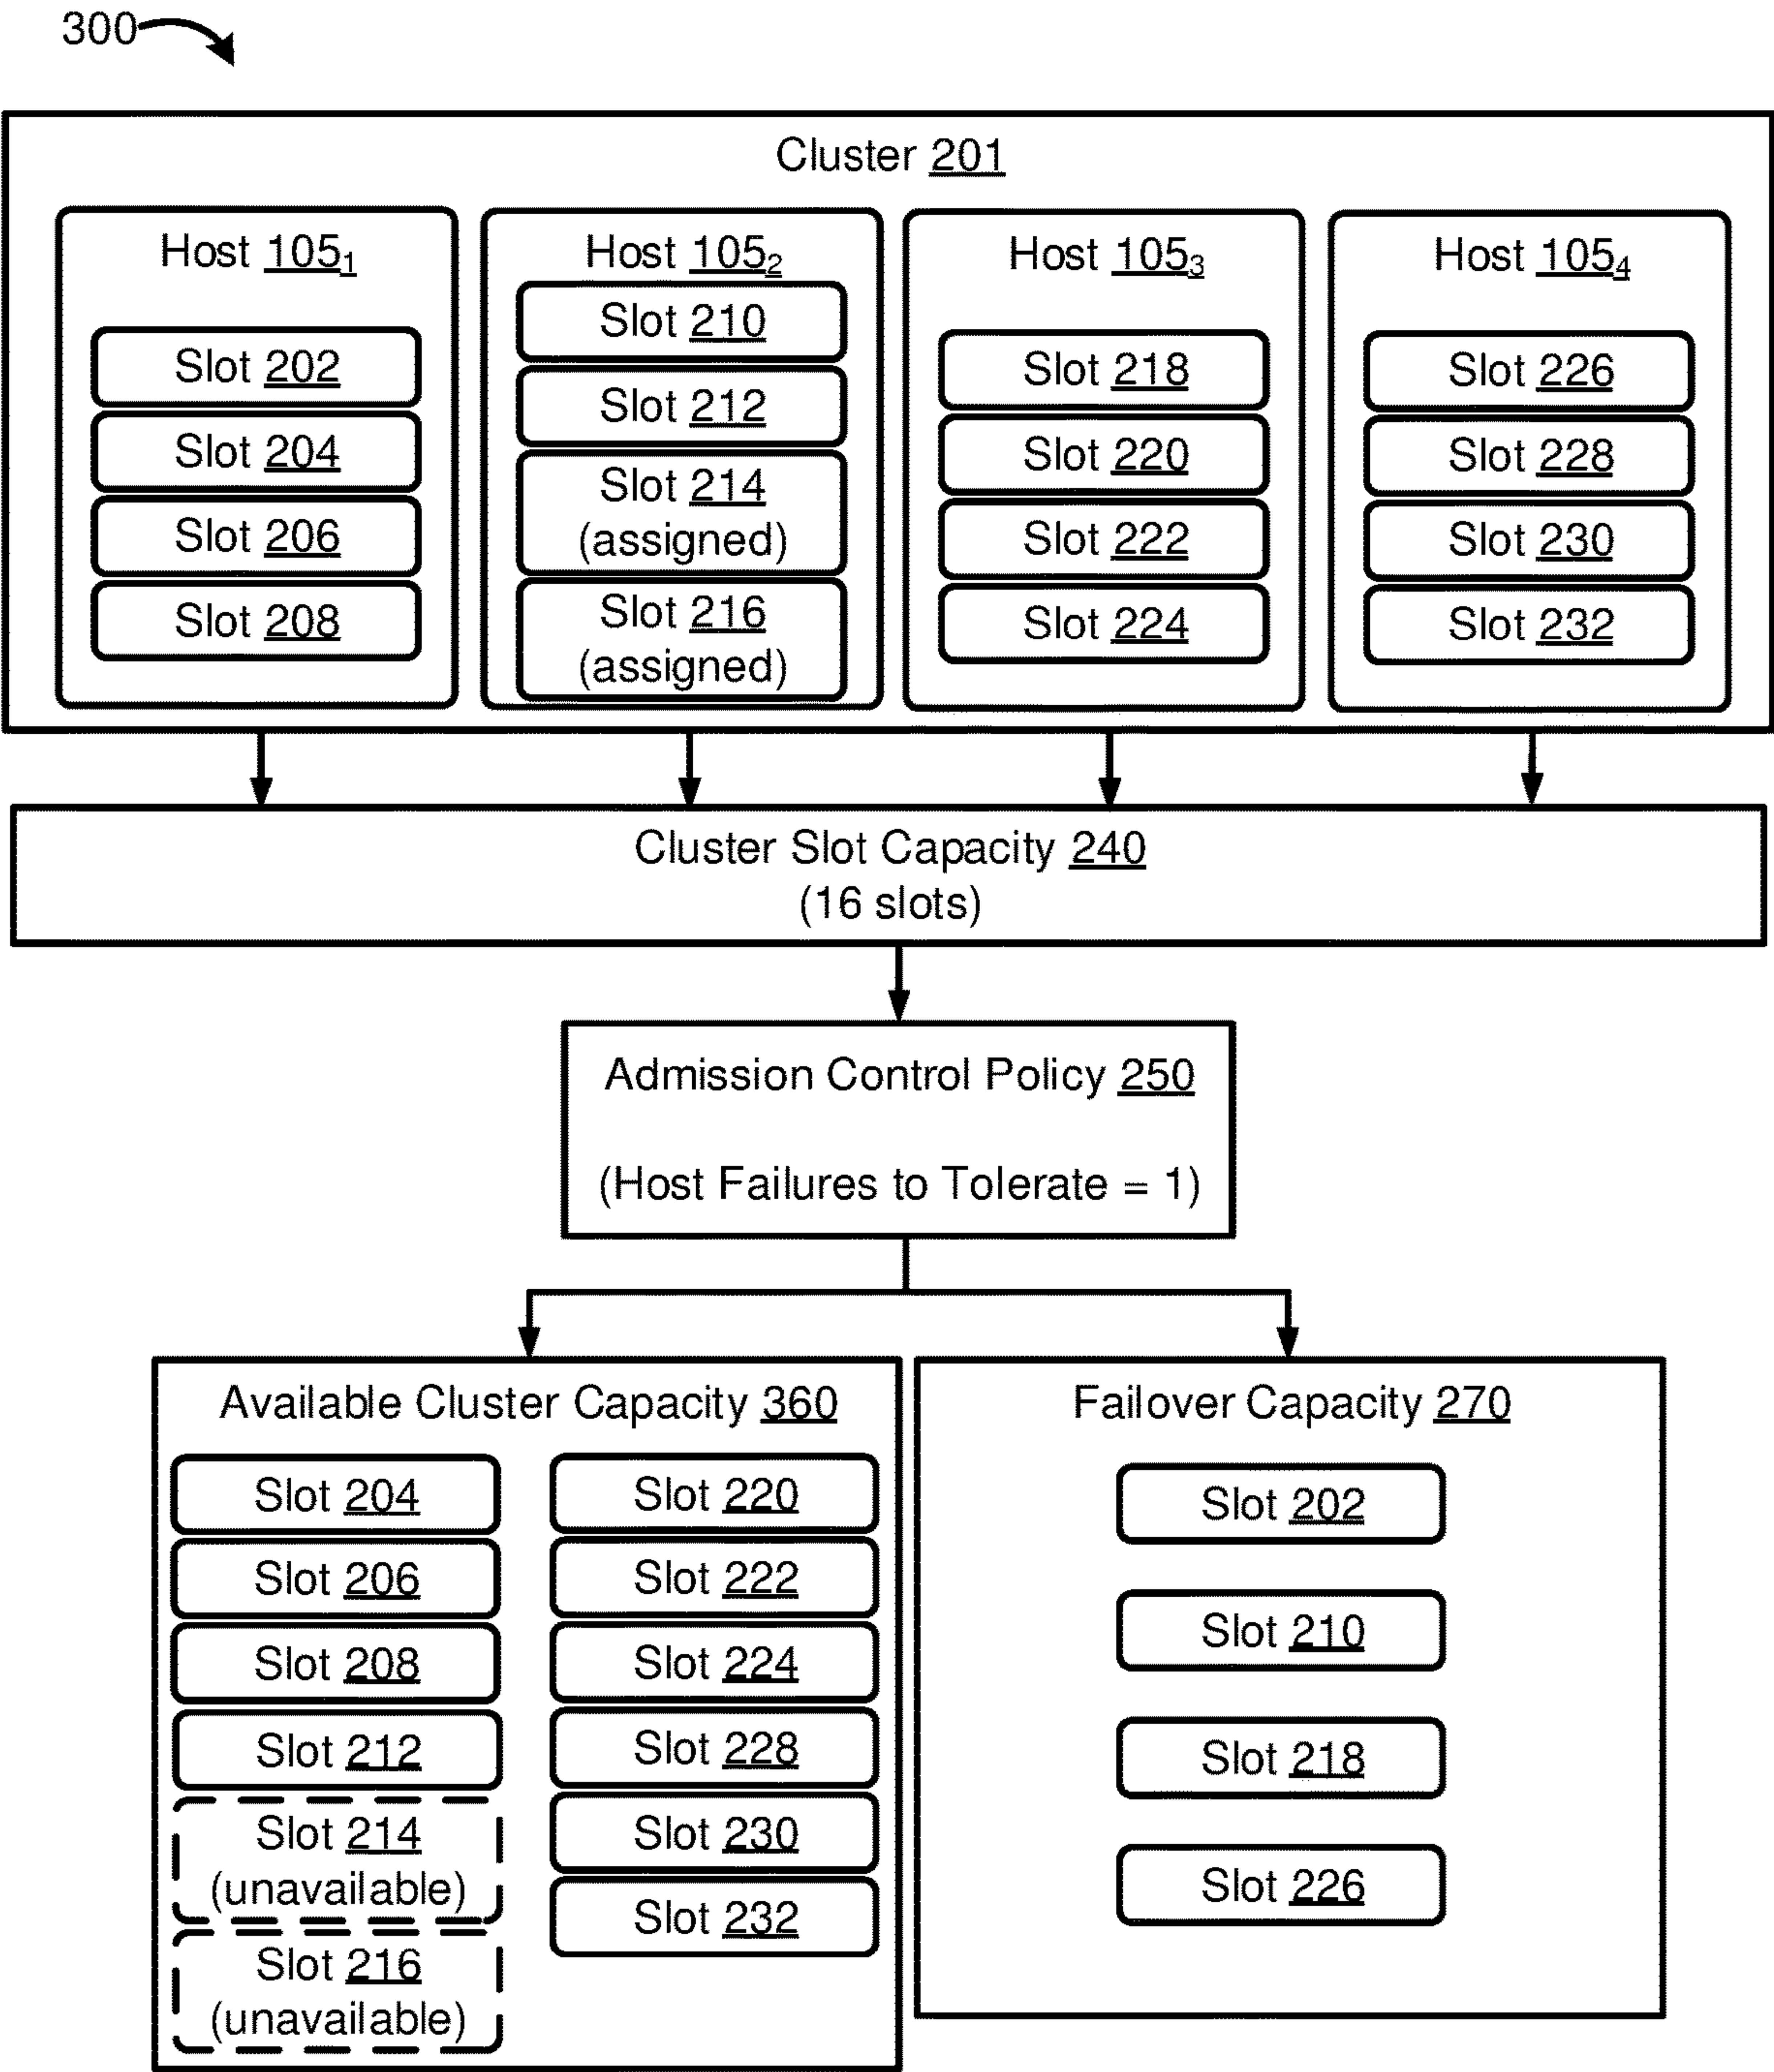 300
Cluster 201
Host 105₁
Slot 202
Slot 204
Slot 206
Slot 208
Host 105₂
Slot 210
Slot 212
Slot 214
(assigned)
Slot 216
(assigned)
Host 105₃
Slot 218
Slot 220
Slot 222
Slot 224
Host 105₄
Slot 226
Slot 228
Slot 230
Slot 232
Cluster Slot Capacity 240
(16 slots)
Admission Control Policy 250
(Host Failures to Tolerate = 1)
Available Cluster Capacity 360
Slot 204
Slot 206
Slot 208
Slot 212
Slot 214
(unavailable)
Slot 216
(unavailable)
Slot 220
Slot 222
Slot 224
Slot 228
Slot 230
Slot 232
Failover Capacity 270
Slot 202
Slot 210
Slot 218
Slot 226